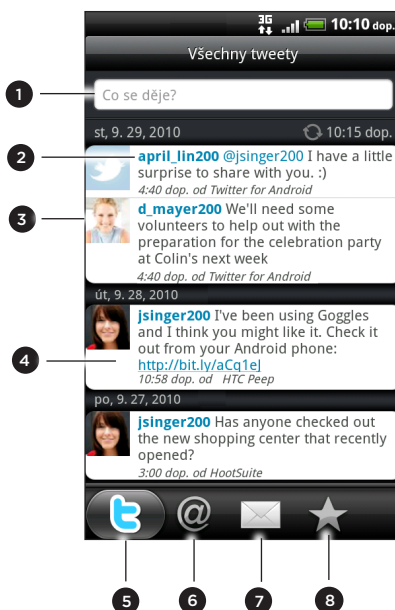 3G 10:10 dop.
Všechny tweety
1
Co se děje?
st, 9. 29, 2010 10:15 dop.
2
april_lin200 @jsinger200 I have a little
surprise to share with you. :)
4:40 dop. od Twitter for Android
3
d_mayer200 We'll need some
volunteers to help out with the
preparation for the celebration party
at Colin's next week
4:40 dop. od Twitter for Android
út, 9. 28, 2010
4
jsinger200 I've been using Goggles
and I think you might like it. Check it
out from your Android phone:
http://bit.ly/aCq1eJ
10:58 dop. od HTC Peep
po, 9. 27, 2010
jsinger200 Has anyone checked out
the new shopping center that recently
opened?
3:00 dop. od HootSuite
t @
5 6 7 8